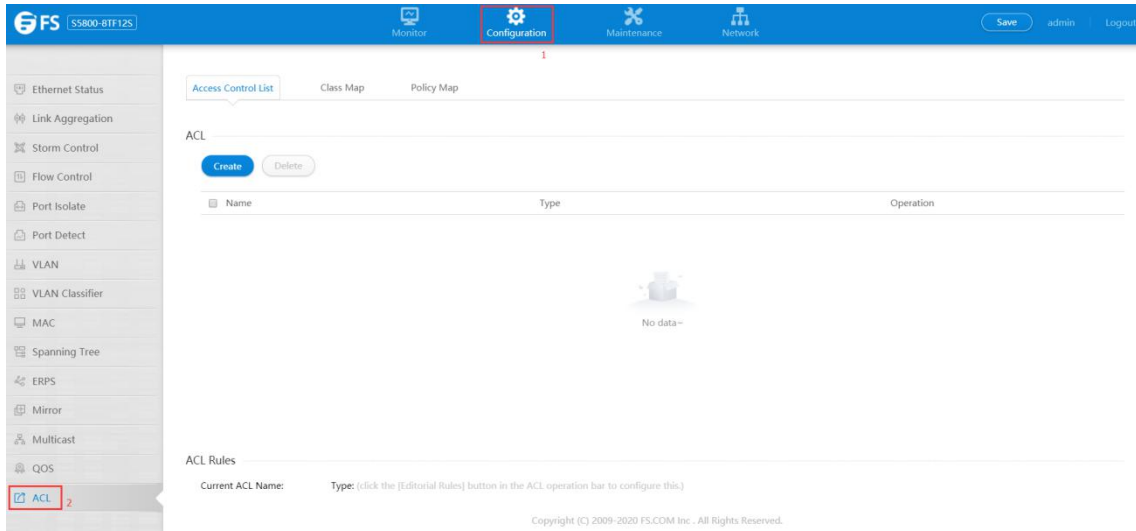 FS S5800-8TF12S
Monitor
Configuration
Maintenance
Network
Save
admin
Logout
1
Ethernet Status
Link Aggregation
Storm Control
Flow Control
Port Isolate
Port Detect
VLAN
VLAN Classifier
MAC
Spanning Tree
ERPS
Mirror
Multicast
QOS
ACL
2
Access Control List
Class Map
Policy Map
ACL
Create
Delete
Name
Type
Operation
No data~
ACL Rules
Current ACL Name: Type: (click the [Editorial Rules] button in the ACL operation bar to configure this.)
Copyright (C) 2009-2020 FS.COM Inc . All Rights Reserved.